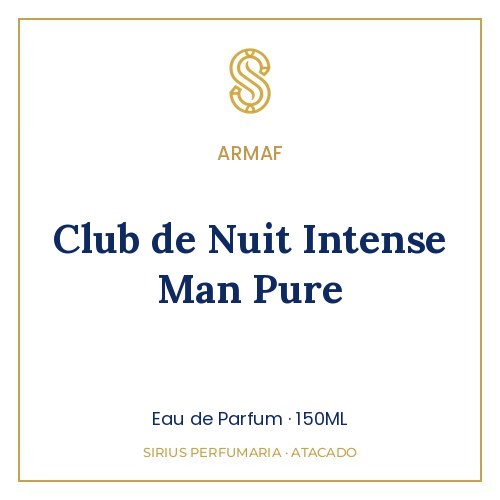 ARMAF
Club de Nuit Intense
Man Pure
Eau de Parfum · 150ML
SIRIUS PERFUMARIA · ATACADO